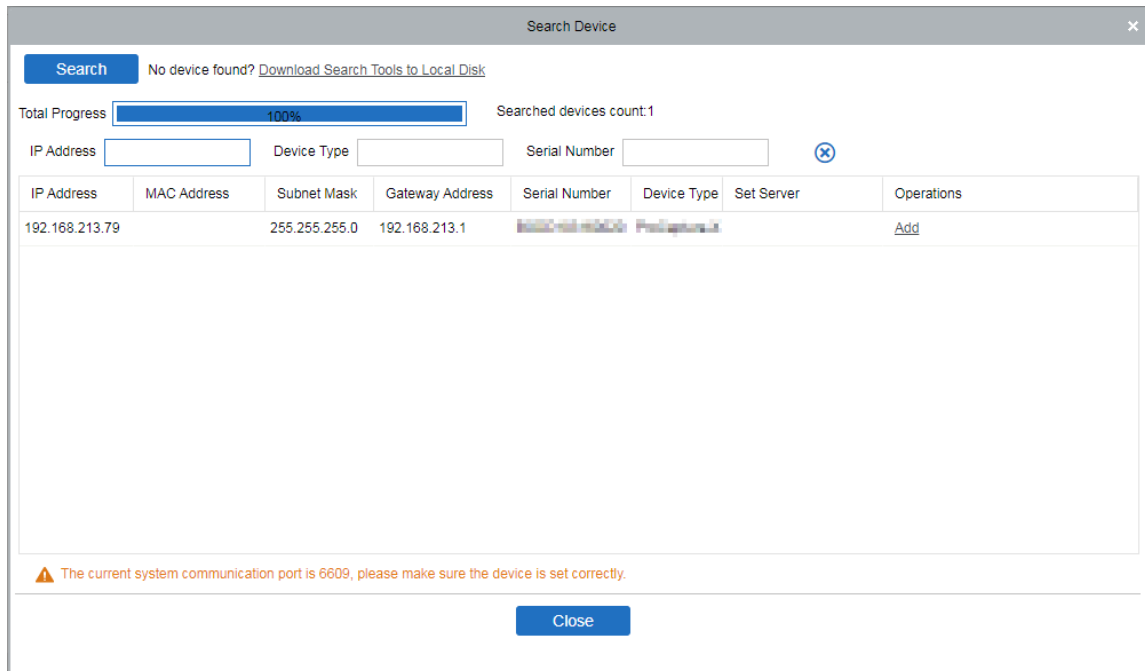 Search Device
Search No device found? Download Search Tools to Local Disk
Total Progress 100% Searched devices count:1
IP Address Device Type Serial Number
IP Address MAC Address Subnet Mask Gateway Address Serial Number Device Type Set Server Operations
192.168.213.79 255.255.255.0 192.168.213.1 Add
The current system communication port is 6609, please make sure the device is set correctly.
Close